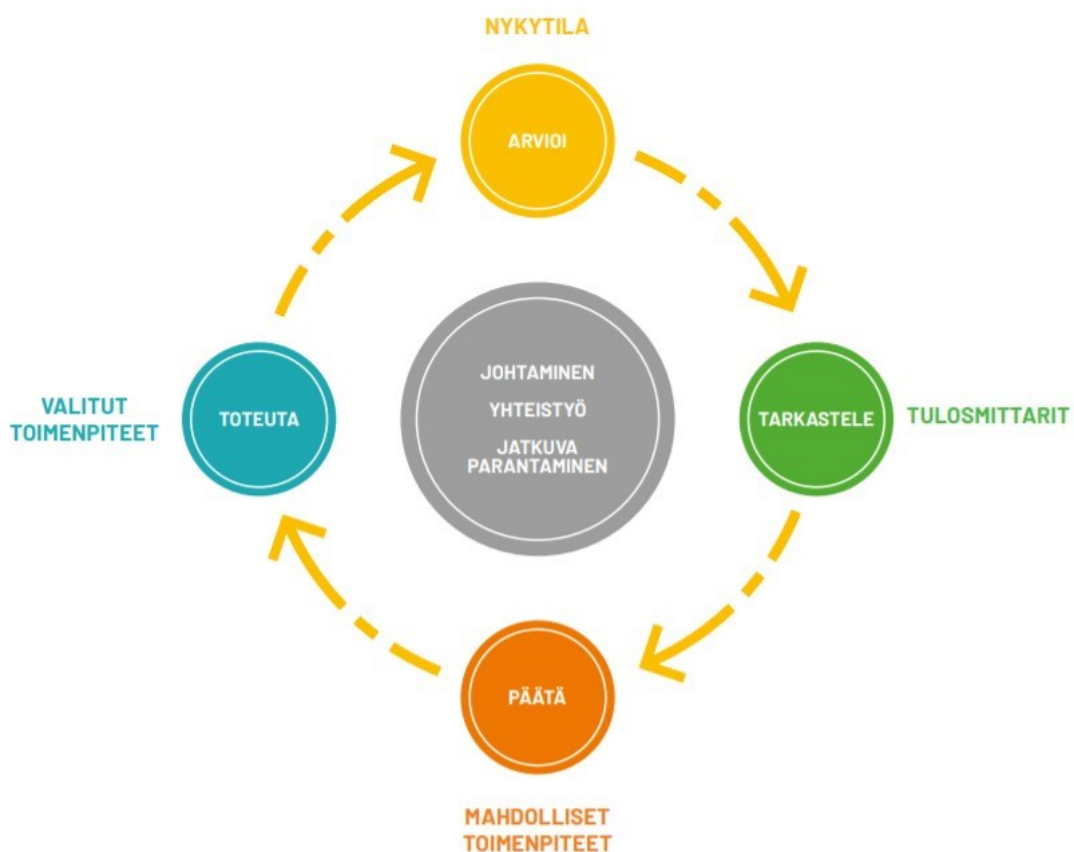 NYKYTILA
ARVIOI
JOHTAMINEN
YHTEISTYÖ
JATKUVA
PARANTAMINEN
VALITUT
TOIMENPITEET
TOTEUTA
TARKASTELE
TULOSMITTARIT
PÄÄTÄ
MAHDOLLISET
TOIMENPITEET